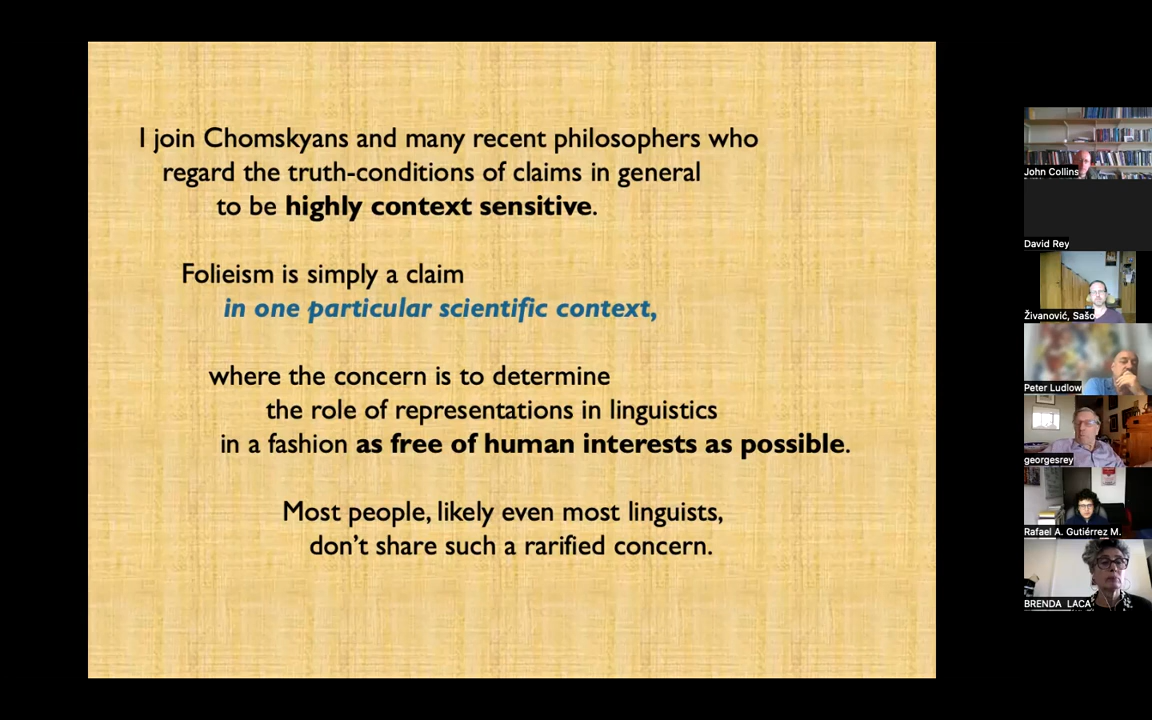 I join Chomskyans and many recent philosophers who
regard the truth-conditions of claims in general
to be highly context sensitive.
Folieism is simply a claim
in one particular scientific context,
where the concern is to determine
the role of representations in linguistics
in a fashion as free of human interests as possible.
Most people, likely even most linguists,
don't share such a rarified concern.
John Collins
David Rey
Živanović, Sašo
Peter Ludlow
georgesrey
Rafael A. Gutiérrez M.
BRENDA LACA